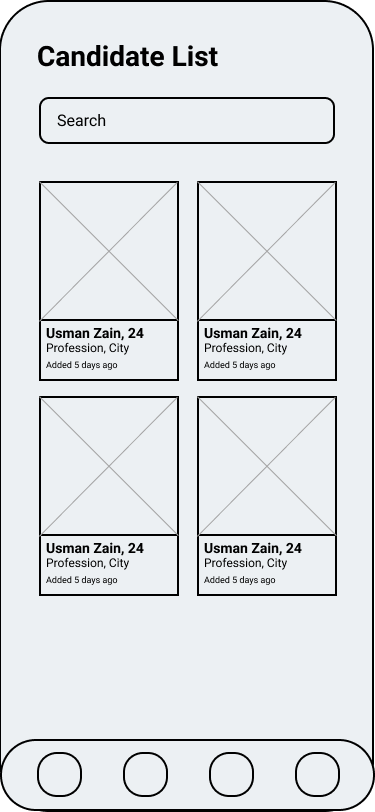 Candidate List
Search
Usman Zain, 24
Profession, City
Added 5 days ago
Usman Zain, 24
Profession, City
Added 5 days ago
Usman Zain, 24
Profession, City
Added 5 days ago
Usman Zain, 24
Profession, City
Added 5 days ago